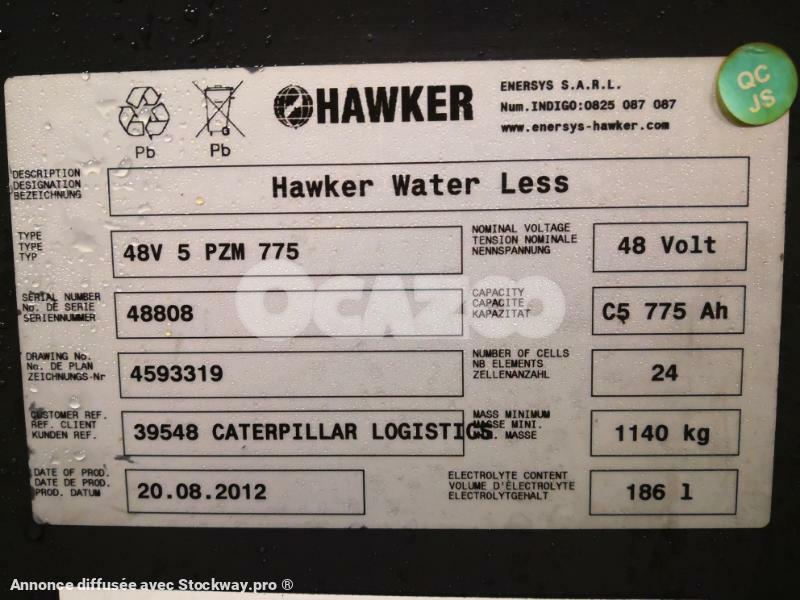 Pb
Pb
HAWKER
ENERSYS S.A.R.L.
Num.INDIGO:0825 087 087
www.enersys-hawker.com
QC
JS
DESCRIPTION
DESIGNATION
BEZEICHNUNG
Hawker Water Less
TYPE
TYPE
TYP
48V 5 PZM 775
NOMINAL VOLTAGE
TENSION NOMINALE
NENNSPANNUNG
48 Volt
SERIAL NUMBER
No. DE SERIE
SERIENNUMMER
48808
CAPACITY
CAPACITE
KAPAZITAT
C5 775 Ah
OCAZOO
DRAWING No.
No. DE PLAN
ZEICHNUNGS-Nr
4593319
NUMBER OF CELLS
NB ELEMENTS
ZELLENANZAHL
24
CUSTOMER REF.
REF. CLIENT
KUNDEN REF.
39548 CATERPILLAR LOGISTICS
MASS MINIMUM
MASSE MINI.
MASSE
1140 kg
DATE OF PROD.
DATE DE PROD.
PROD. DATUM
20.08.2012
ELECTROLYTE CONTENT
VOLUME D'ÉLECTROLYTE
ELECTROLYTGEHALT
186 l
Annonce diffusée avec Stockway.pro ®